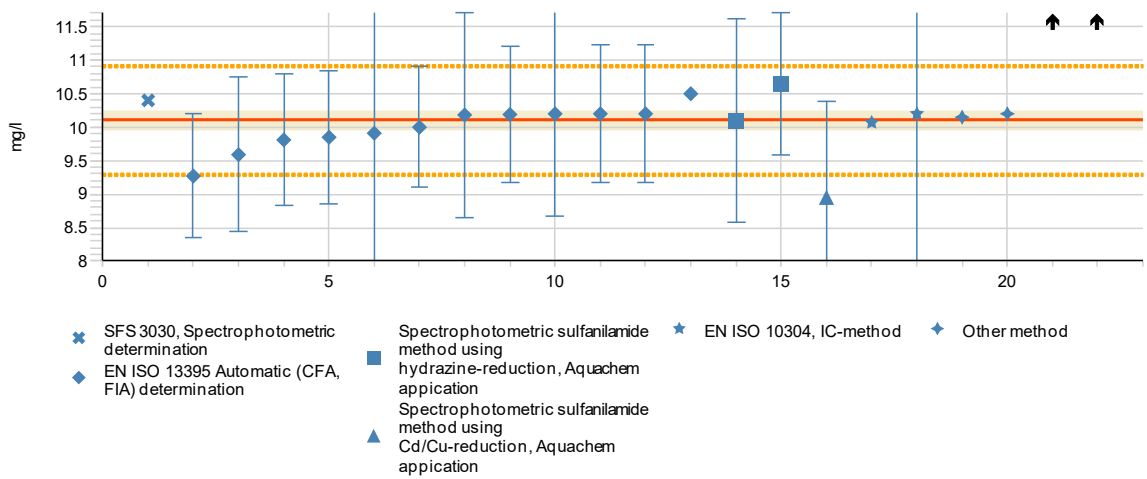 11.5
11
10.5
10
9.5
9
8.5
8
mg/l
0
5
10
15
20
SFS 3030, Spectrophotometric
determination
EN ISO 13395 Automatic (CFA,
FIA) determination
Spectrophotometric sulfanilamide
method using
hydrazine-reduction, Aquachem
appication
Spectrophotometric sulfanilamide
method using
Cd/Cu-reduction, Aquachem
appication
EN ISO 10304, IC-method
Other method